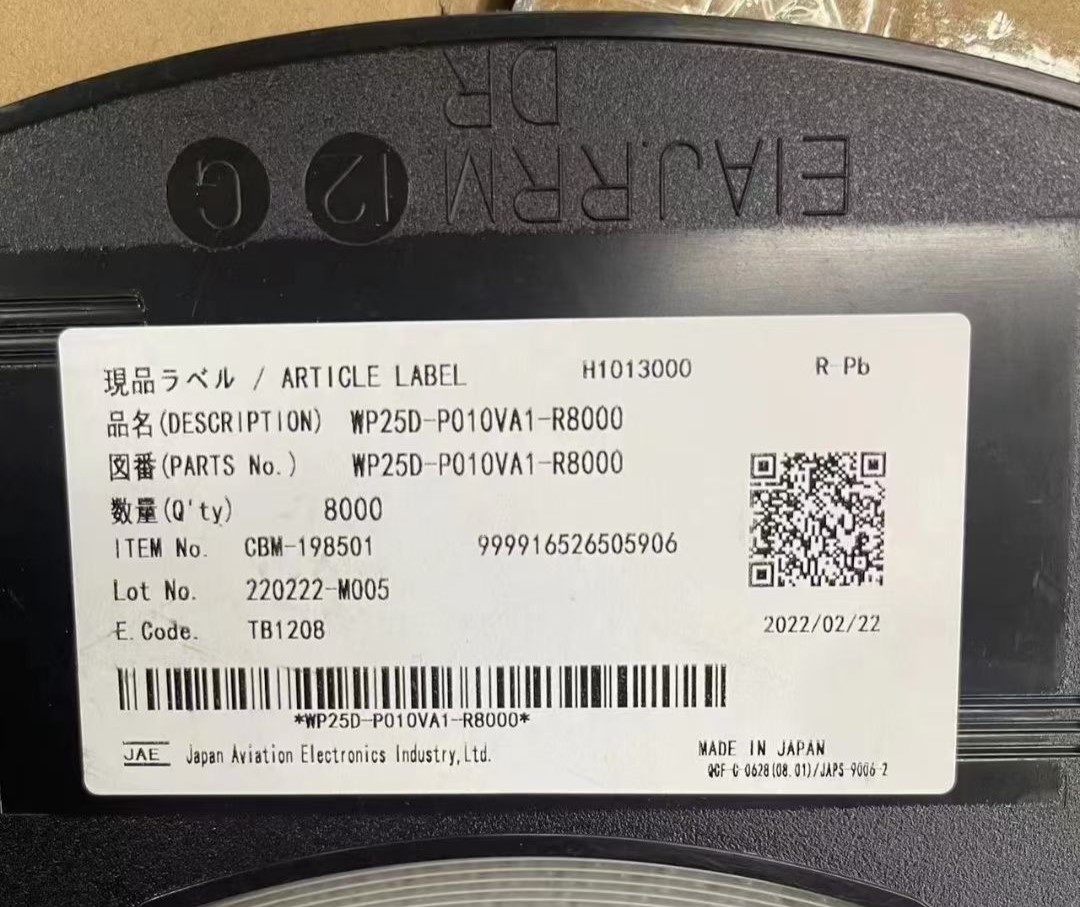 DR
EIAJ.RRM 12 G
現品ラベル / ARTICLE LABEL H1013000 R-Pb
品名(DESCRIPTION) WP25D-P010VA1-R8000
図番(PARTS No.) WP25D-P010VA1-R8000
数量(Q'ty) 8000
ITEM No. CBM-198501 999916526505906
Lot No. 220222-M005
E. Code. TB1208
2022/02/22
*WP25D-P010VA1-R8000*
JAE Japan Aviation Electronics Industry,Ltd.
MADE IN JAPAN
QCF-C-0628(08.01)/JAPS-9006-2